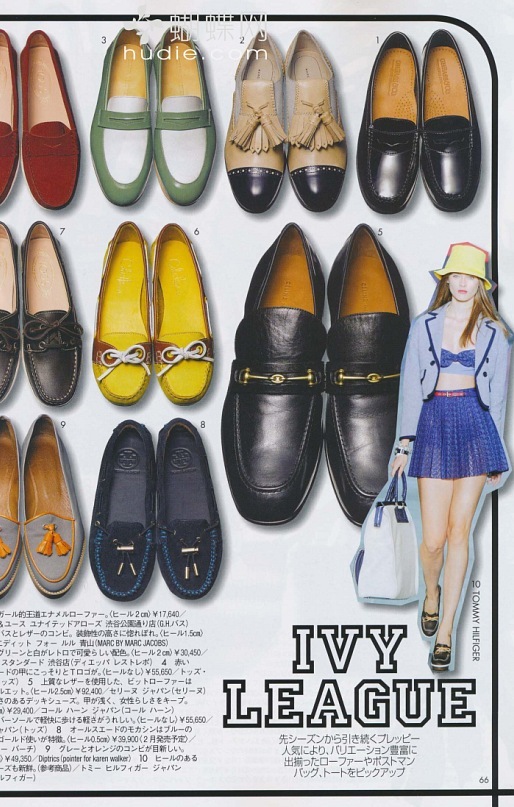 蝴蝶网
hudie.com
3
2
1
7
6
5
9
8
10 TOMMY HILFIGER
IVY
LEAGUE
先シーズンから引き続くプレッピー
人気により、バリエーション豊富に
出揃ったローファーやボストン
バッグ、トートをピックアップ
ガール的王道エナメルローファー。(ヒール2cm)¥17,640/
&ユース ユナイテッドアローズ 渋谷公園通り店(G.H.バス)
バスとレザーのコンビ。装飾性の高さに惚れぼれ。(ヒール1.5cm)
エディット フォー ルル 青山(MARC BY MARC JACOBS)
グリーンと白がレトロで可愛らしい配色。(ヒール2cm)¥30,450/
スタンダード 渋谷店(ディエッパ レストレポ) 4 赤い
ードの甲にこっそりとTロゴが。(ヒールなし)¥55,650/トッズ・
ッズ) 5 上質なレザーを使用した、ビットローファーは
ルエット。(ヒール2.5cm)¥92,400/セリーヌ ジャパン(セリーヌ)
さのあるデッキシューズ。甲が浅く、女性らしさをキープ。
)¥29,400/コール ハーン ジャパン(コール ハーン)
バーソールで軽快に歩ける軽さがうれしい。(ヒールなし)¥55,650/
ャパン(トッズ) 8 オールスエードのモカシンはブルーの
ゴールド使いが特徴。(ヒール0.5cm)¥39,900(2月発売予定)/
ー バーチ) 9 グレーとオレンジのコンビが目新しい。
)¥49,350/Diptrics(pointer for karen walker) 10 ヒールのある
ーズも新鮮。(参考商品)/トミー ヒルフィガー ジャパン
ルフィガー)
66